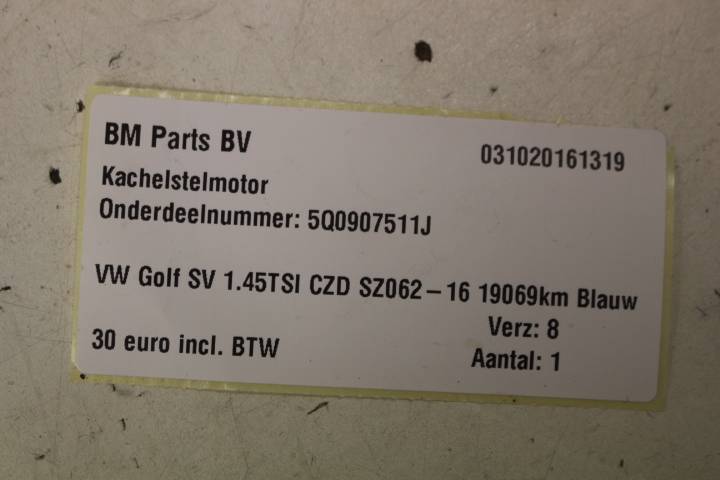 BM Parts BV
031020161319
Kachelstelmotor
Onderdeelnummer: 5Q0907511J
VW Golf SV 1.45TSI CZD SZ062-16 19069km Blauw
Verz: 8
30 euro incl. BTW
Aantal: 1